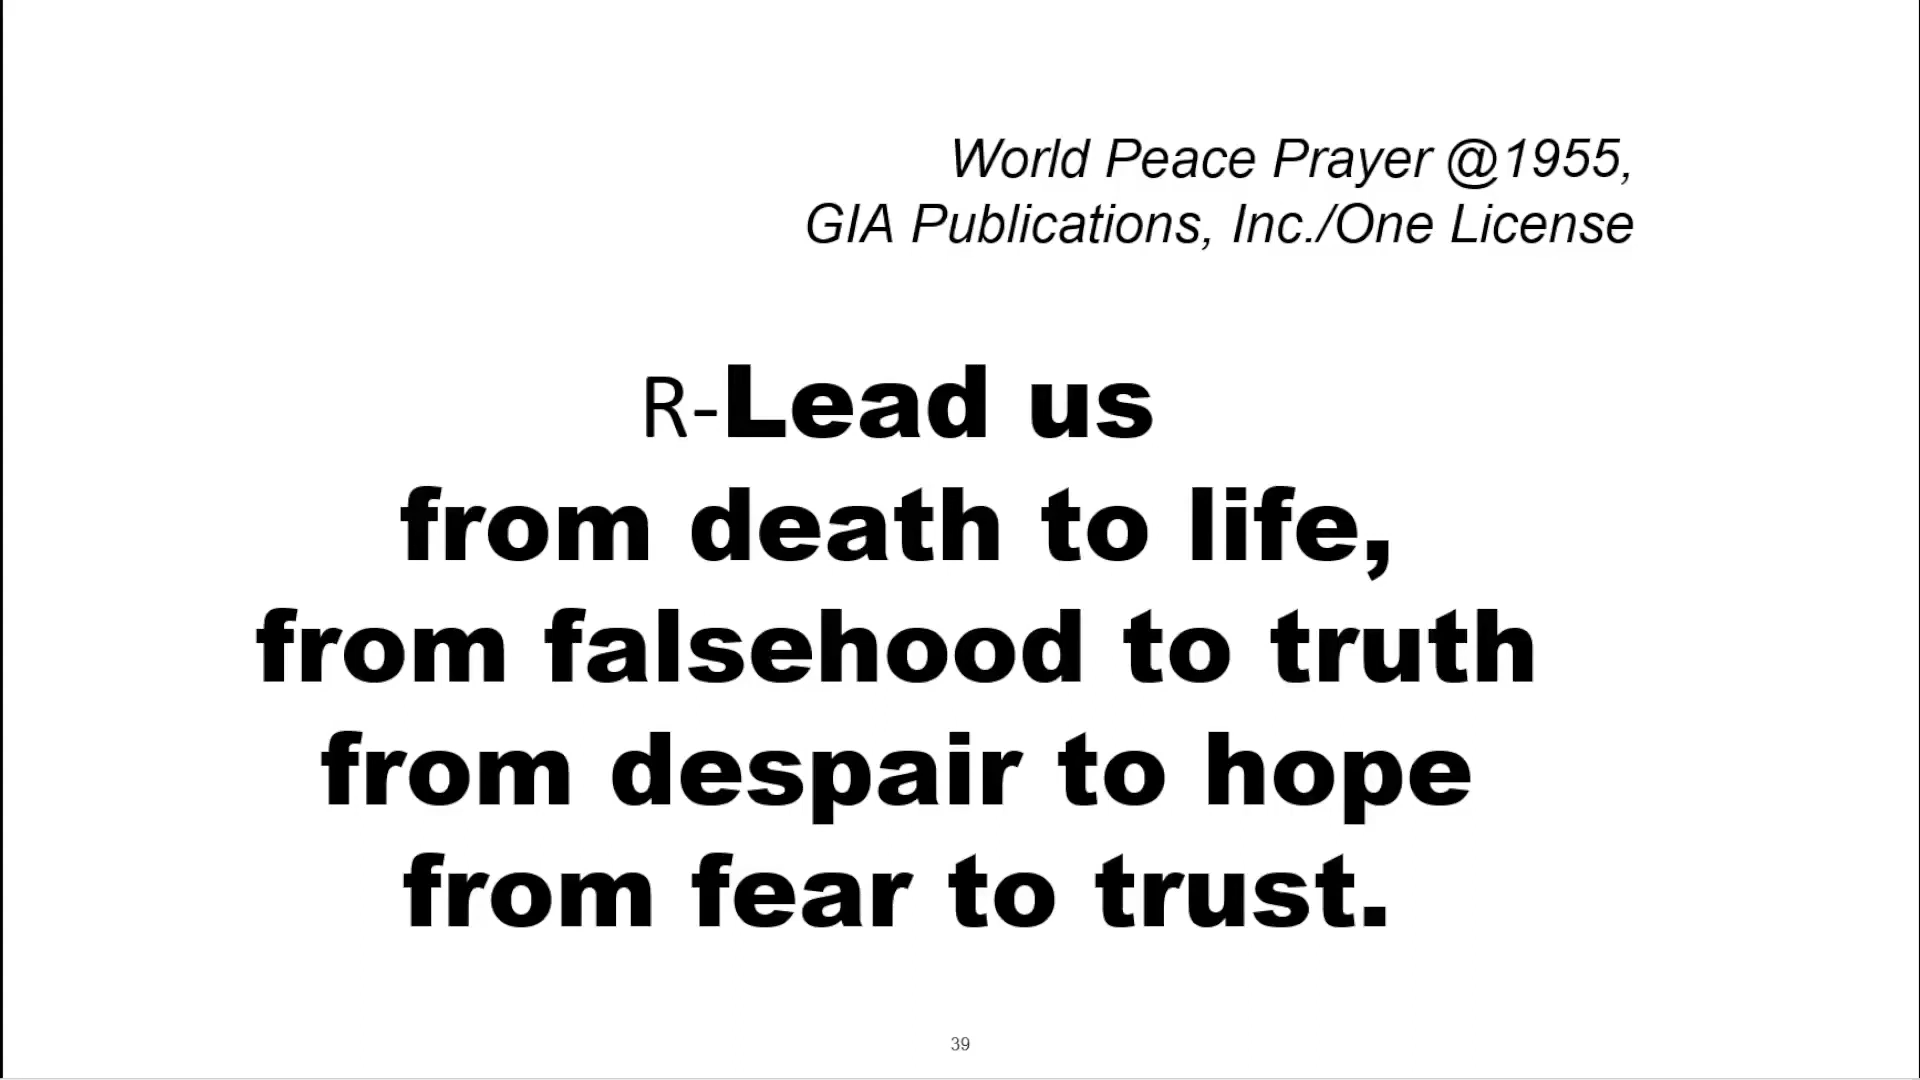 World Peace Prayer @1955,
GIA Publications, Inc./One License
R-Lead us
from death to life,
from falsehood to truth
from despair to hope
from fear to trust.
39